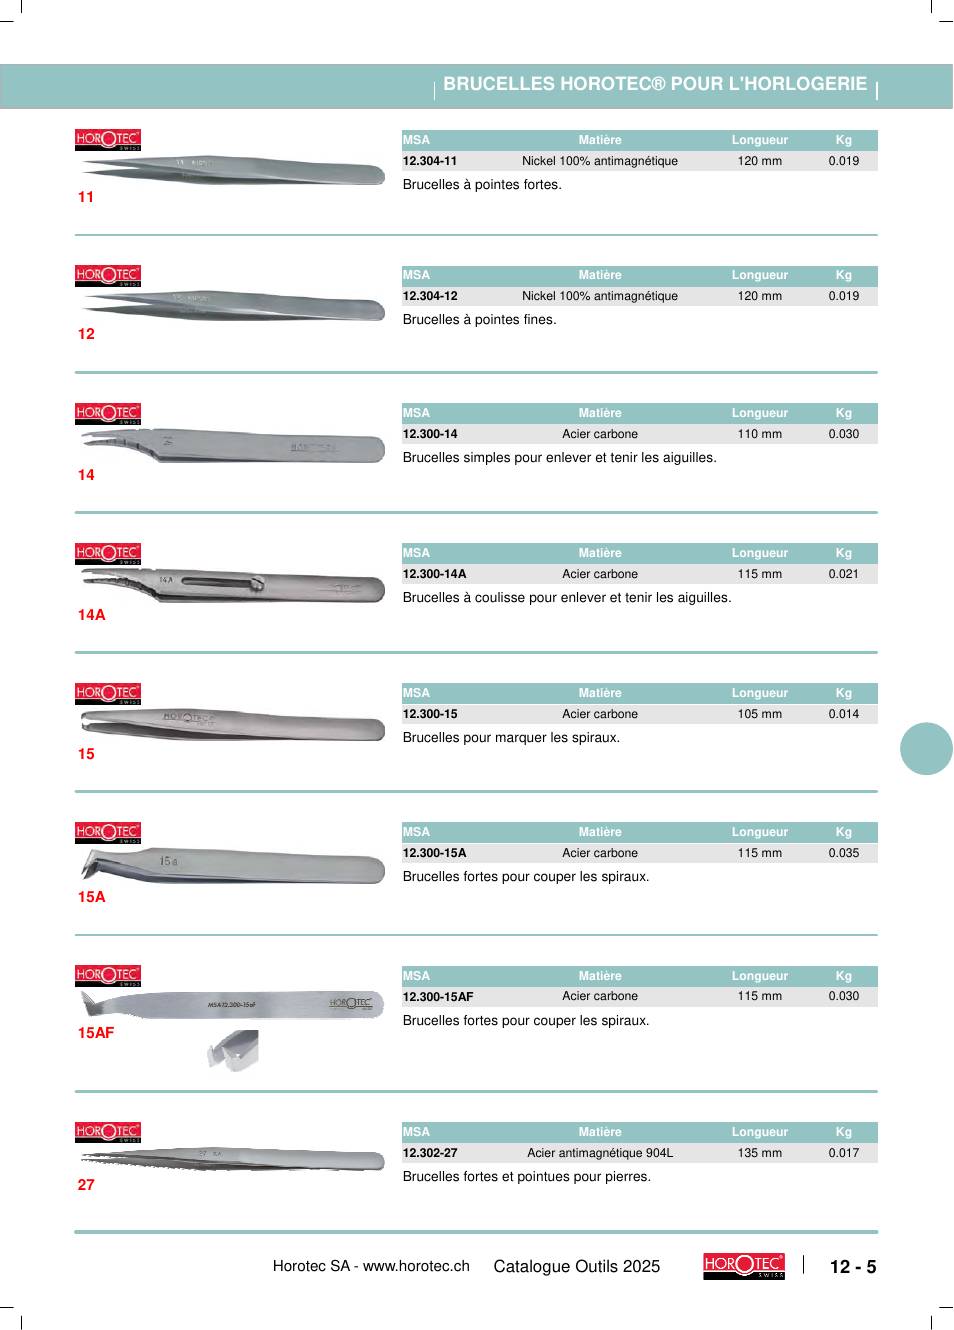 BRUCELLES HOROTEC® POUR L'HORLOGERIE
HOROTEC®
SWISS
MSA Matière Longueur Kg
12.304-11 Nickel 100% antimagnétique 120 mm 0.019
Brucelles à pointes fortes.
11
HOROTEC®
SWISS
MSA Matière Longueur Kg
12.304-12 Nickel 100% antimagnétique 120 mm 0.019
Brucelles à pointes fines.
12
HOROTEC®
SWISS
MSA Matière Longueur Kg
12.300-14 Acier carbone 110 mm 0.030
Brucelles simples pour enlever et tenir les aiguilles.
14
14
HOROTEC®
SWISS
MSA Matière Longueur Kg
12.300-14A Acier carbone 115 mm 0.021
14A
Brucelles à coulisse pour enlever et tenir les aiguilles.
14A
HOROTEC®
SWISS
MSA Matière Longueur Kg
12.300-15 Acier carbone 105 mm 0.014
HOROTEC®
Brucelles pour marquer les spiraux.
15
HOROTEC®
SWISS
MSA Matière Longueur Kg
12.300-15A Acier carbone 115 mm 0.035
15a
Brucelles fortes pour couper les spiraux.
15A
HOROTEC®
SWISS
MSA Matière Longueur Kg
12.300-15AF Acier carbone 115 mm 0.030
MSA12.300-15aF HOROTEC®
Brucelles fortes pour couper les spiraux.
15AF
HOROTEC®
SWISS
MSA Matière Longueur Kg
12.302-27 Acier antimagnétique 904L 135 mm 0.017
27 SA
Brucelles fortes et pointues pour pierres.
27
Horotec SA - www.horotec.ch Catalogue Outils 2025 HOROTEC® SWISS 12 - 5